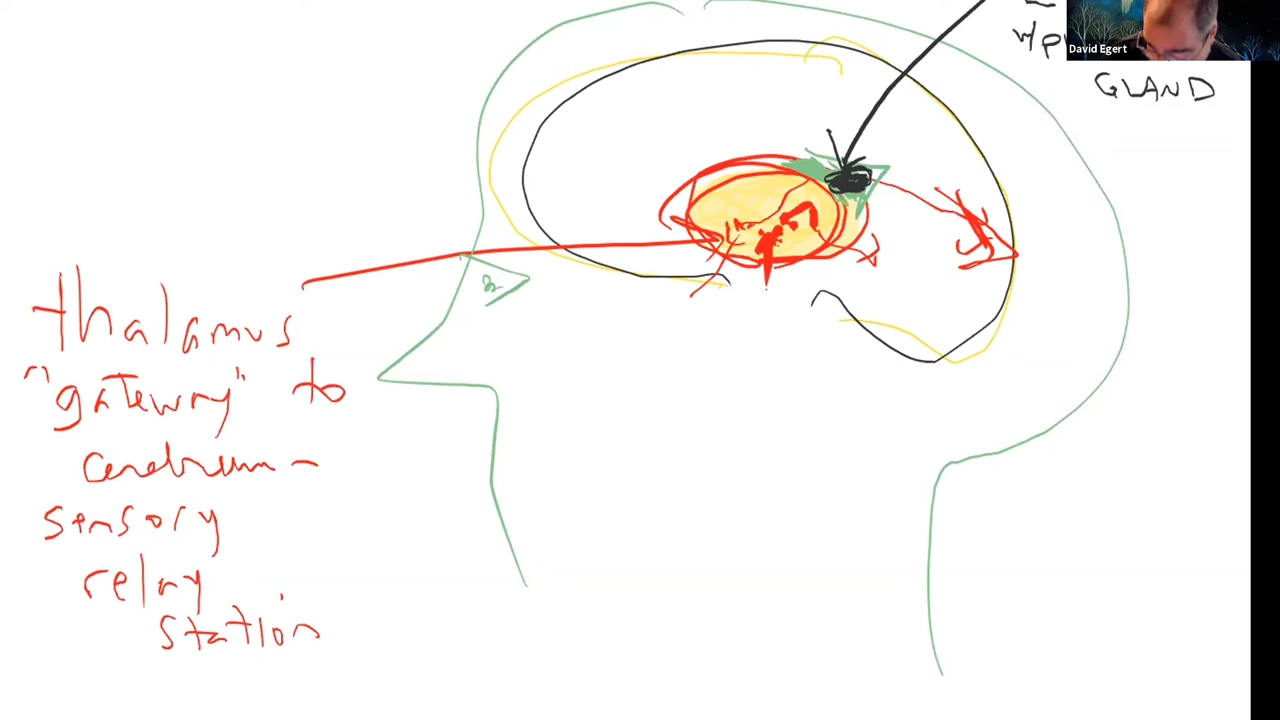 David Egert
GLAND
thalamus
"gateway" to
cerebrum -
sensory
relay
station